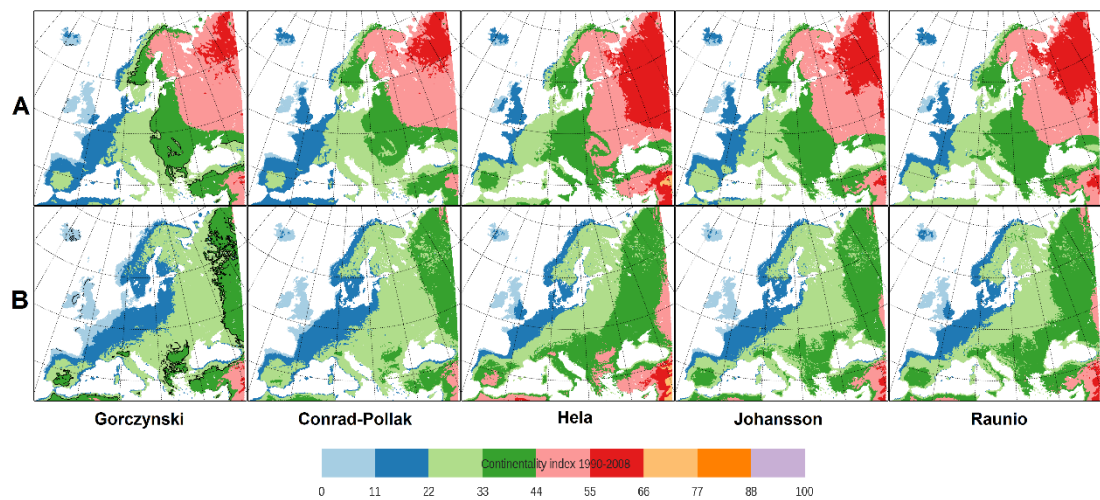 A
B
Gorczynski Conrad-Pollak Hela Johansson Raunio
Continentality index 1990-2008
0 11 22 33 44 55 66 77 88 100